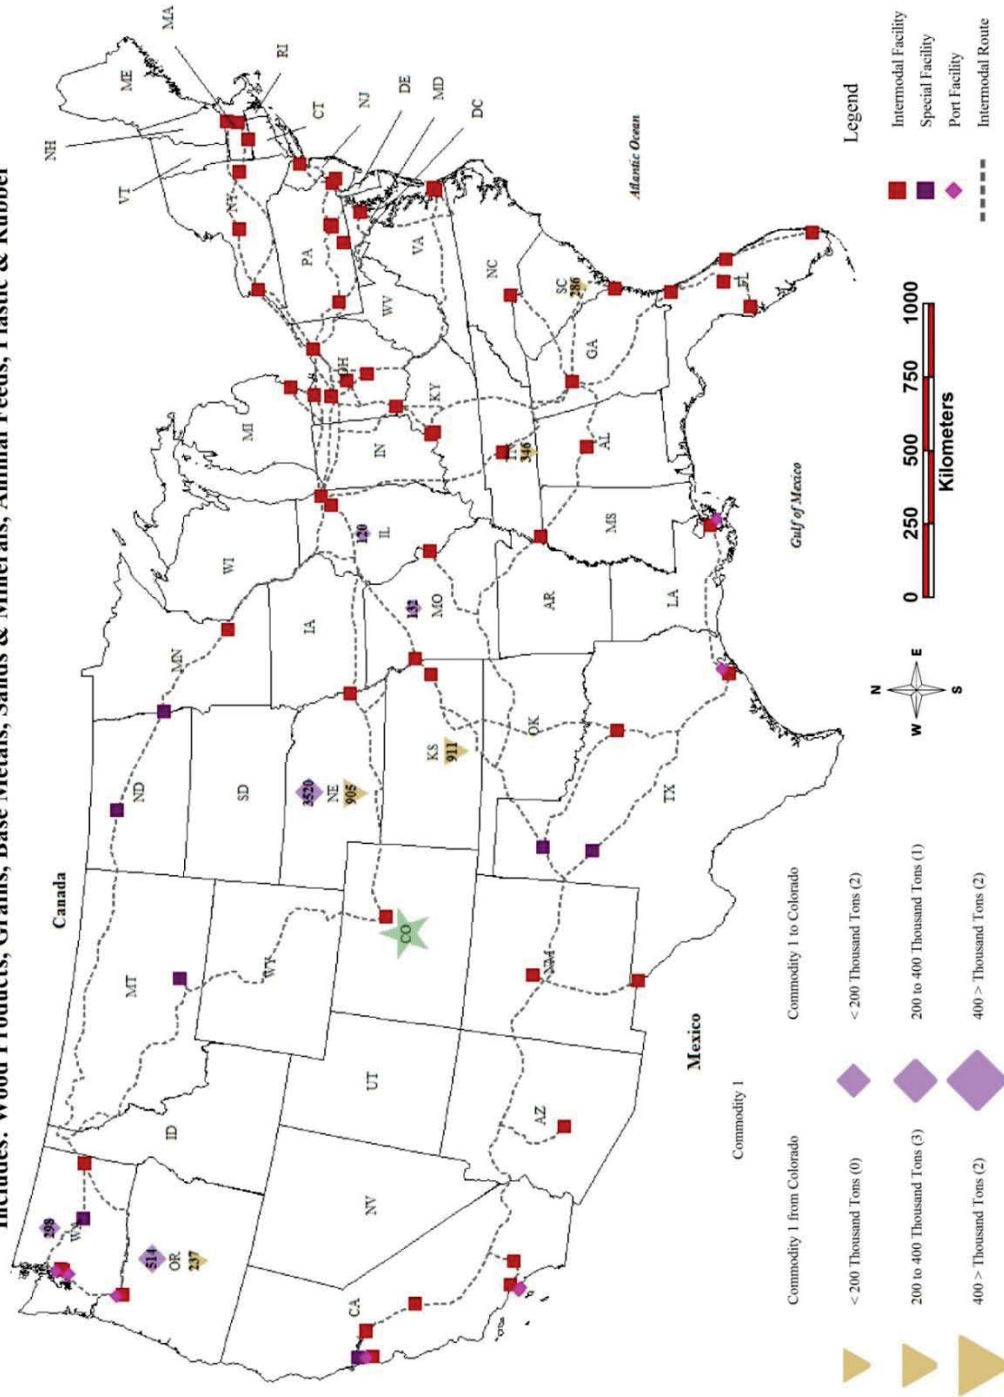 Includes: Wood Products, Grains, Base Metals, Sands & Minerals, Animal Feeds, Plastic & Rubber
Canada
NH
MA
VT
ME
RI
CT
NJ
DE
MD
DC
298
WA
514
OR
237
ID
MT
ND
MN
WI
MI
NY
PA
SD
WY
3520
NE
905
IA
120
IL
IN
OH
WV
VA
NV
UT
CO
KS
911
132
MO
KY
CA
AZ
NM
OK
AR
TN
346
NC
SC
286
TX
LA
MS
AL
GA
FL
Mexico
Gulf of Mexico
Atlantic Ocean
N
W
E
S
0
250
500
750
1000
Kilometers
Commodity 1
Commodity 1 from Colorado
< 200 Thousand Tons (0)
200 to 400 Thousand Tons (3)
400 > Thousand Tons (2)
Commodity 1 to Colorado
< 200 Thousand Tons (2)
200 to 400 Thousand Tons (1)
400 > Thousand Tons (2)
Legend
Intermodal Facility
Special Facility
Port Facility
Intermodal Route